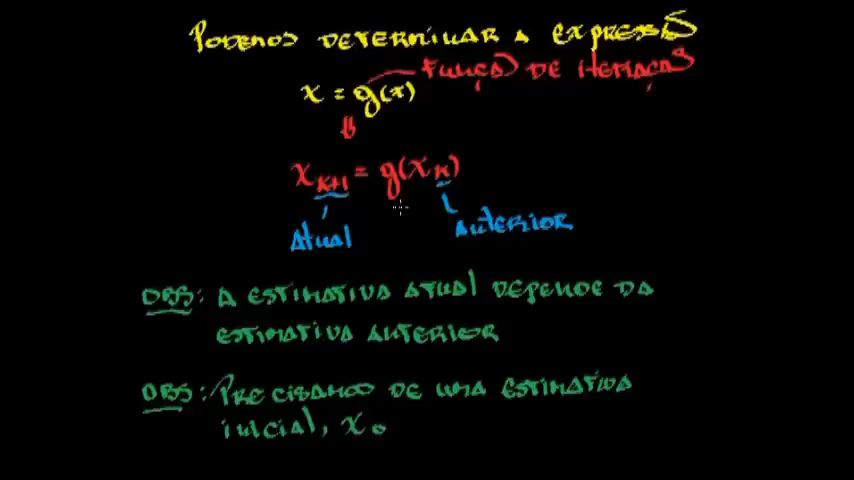 PODEMOS DETERMINAR A EXPRESSÃO
x = g(x) FUNÇÃO DE ITERAÇÃO
x_{K+1} = g(x_K)
ATUAL ANTERIOR
OBS: A ESTIMATIVA ATUAL DEPENDE DA
ESTIMATIVA ANTERIOR
OBS: PRECISAMOS DE UMA ESTIMATIVA
INICIAL, x_0